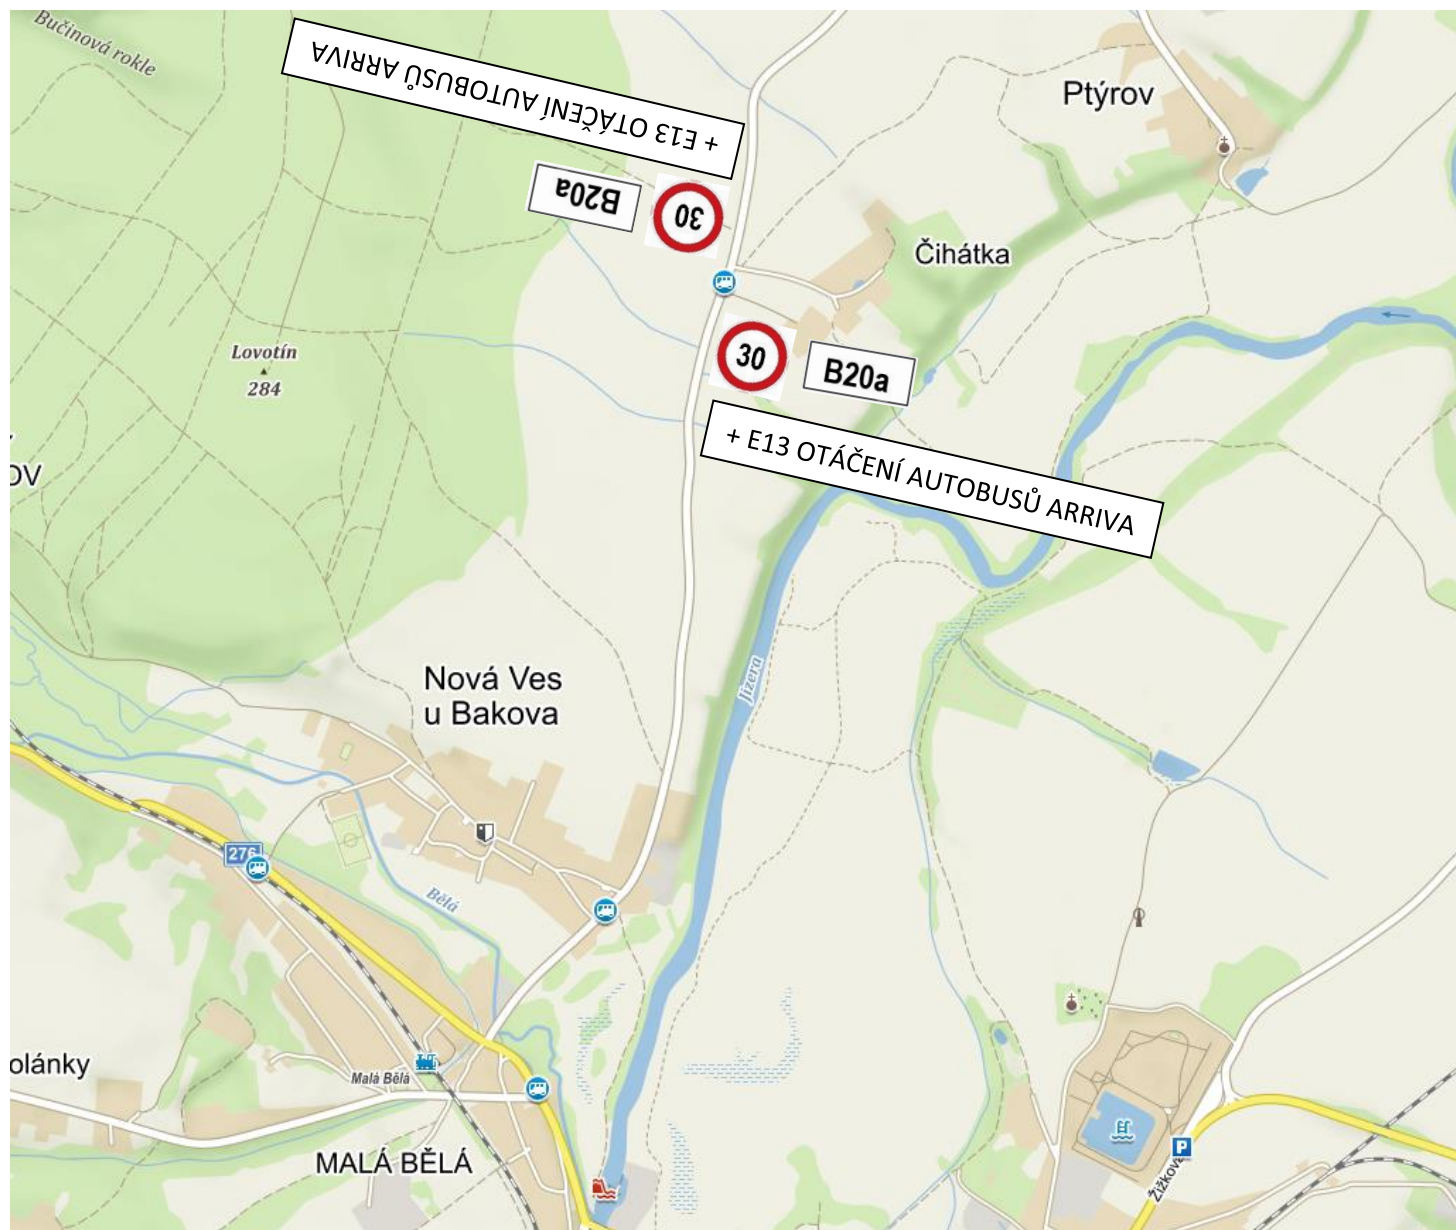 Bučinová rokle
+ E13 OTÁČENÍ AUTOBUSŮ ARRIVA
Ptýrov
B20a
30
Čihátka
30
B20a
Lovotín
284
+ E13 OTÁČENÍ AUTOBUSŮ ARRIVA
OV
Jizera
Nová Ves
u Bakova
276
Bělá
olánky
Malá Bělá
MALÁ BĚLÁ
P
Žižkova